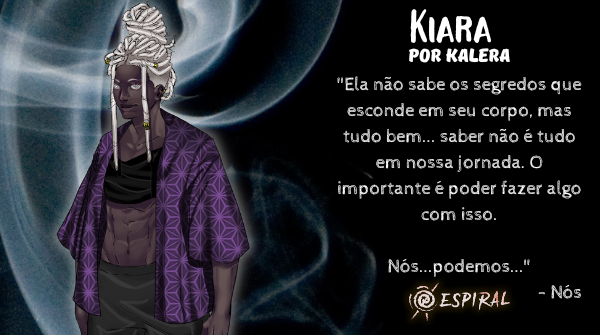 Kiara
POR KALERA
"Ela não sabe os segredos que
esconde em seu corpo, mas
tudo bem... saber não é tudo
em nossa jornada. O
importante é poder fazer algo
com isso.
Nós...podemos..."
- Nós
ESPIRAL